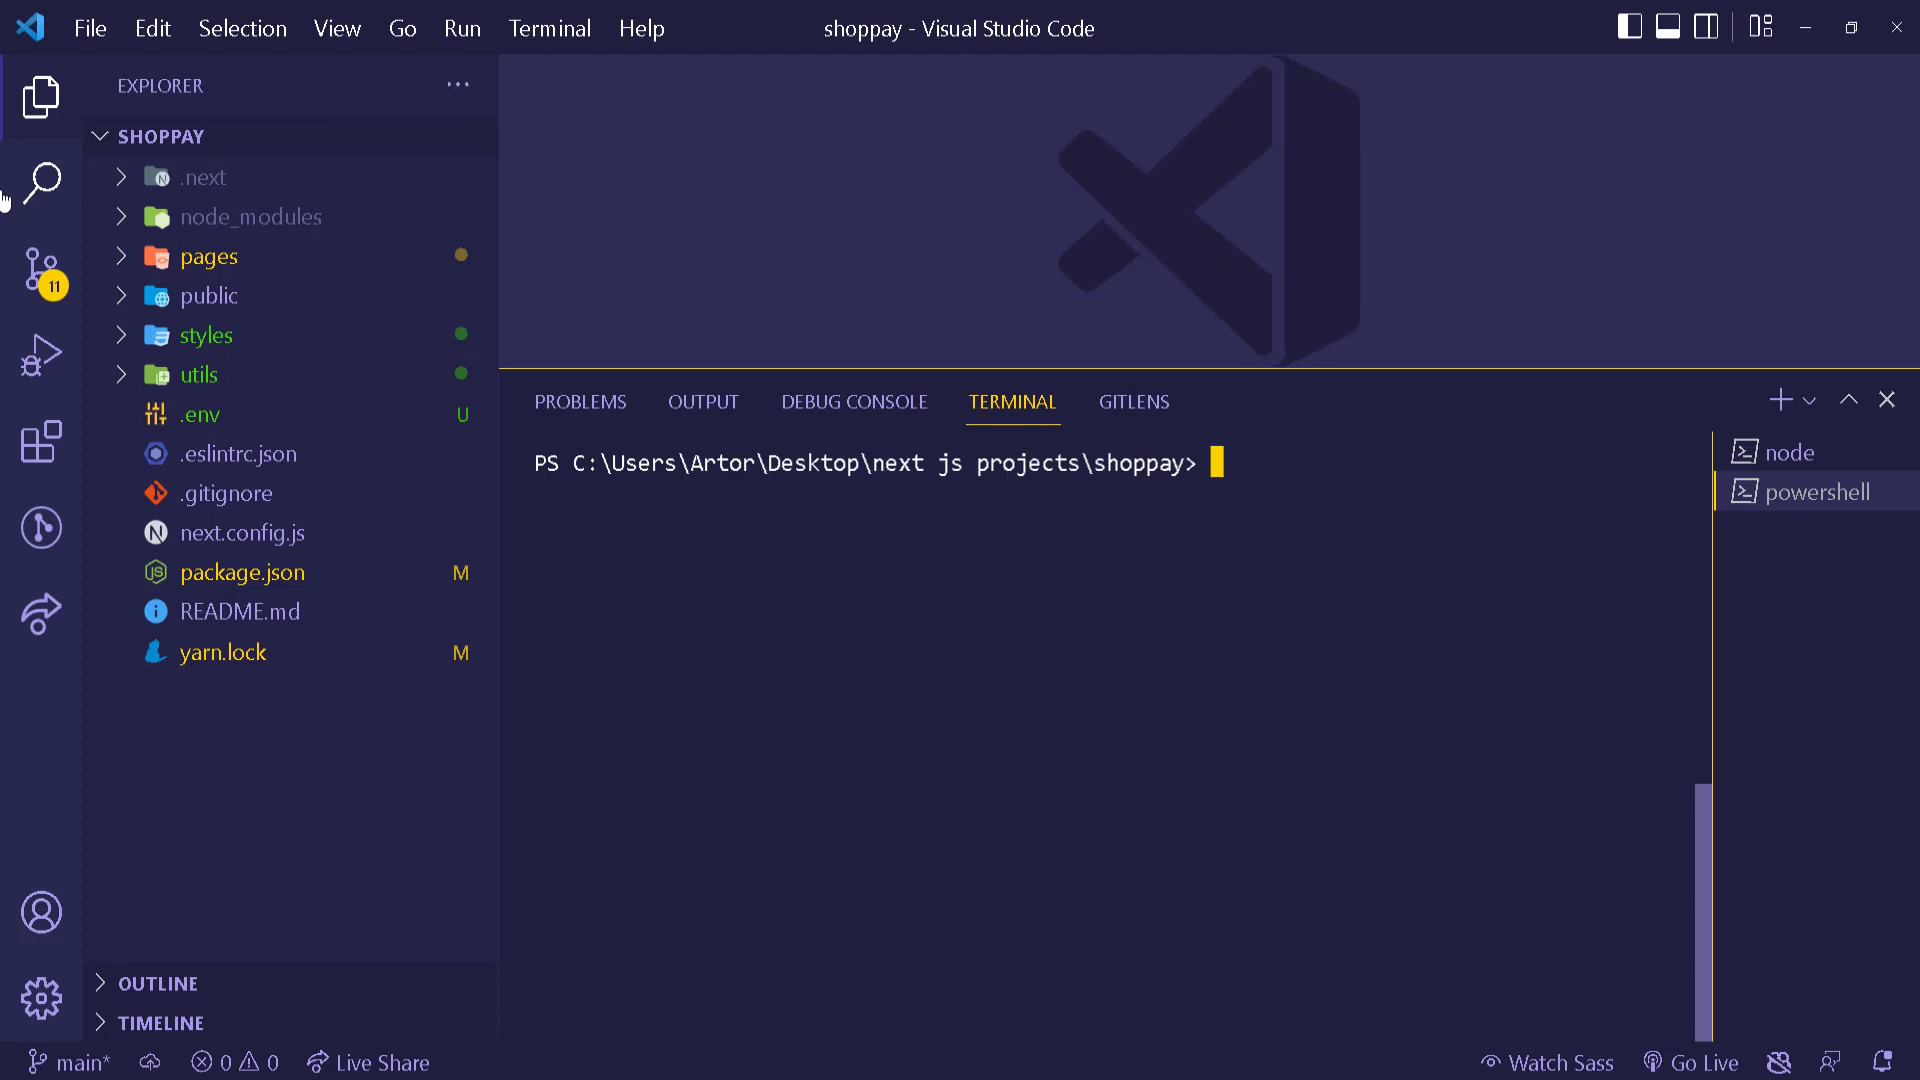 File Edit Selection View Go Run Terminal Help shoppay - Visual Studio Code
EXPLORER
SHOPPAY
.next
node_modules
pages
public
styles
utils
.env U
.eslintrc.json
.gitignore
next.config.js
package.json M
README.md
yarn.lock M
OUTLINE
TIMELINE
11
PROBLEMS OUTPUT DEBUG CONSOLE TERMINAL GITLENS
PS C:\Users\Artor\Desktop\next js projects\shoppay>
node
powershell
main* 0 0 Live Share Watch Sass Go Live